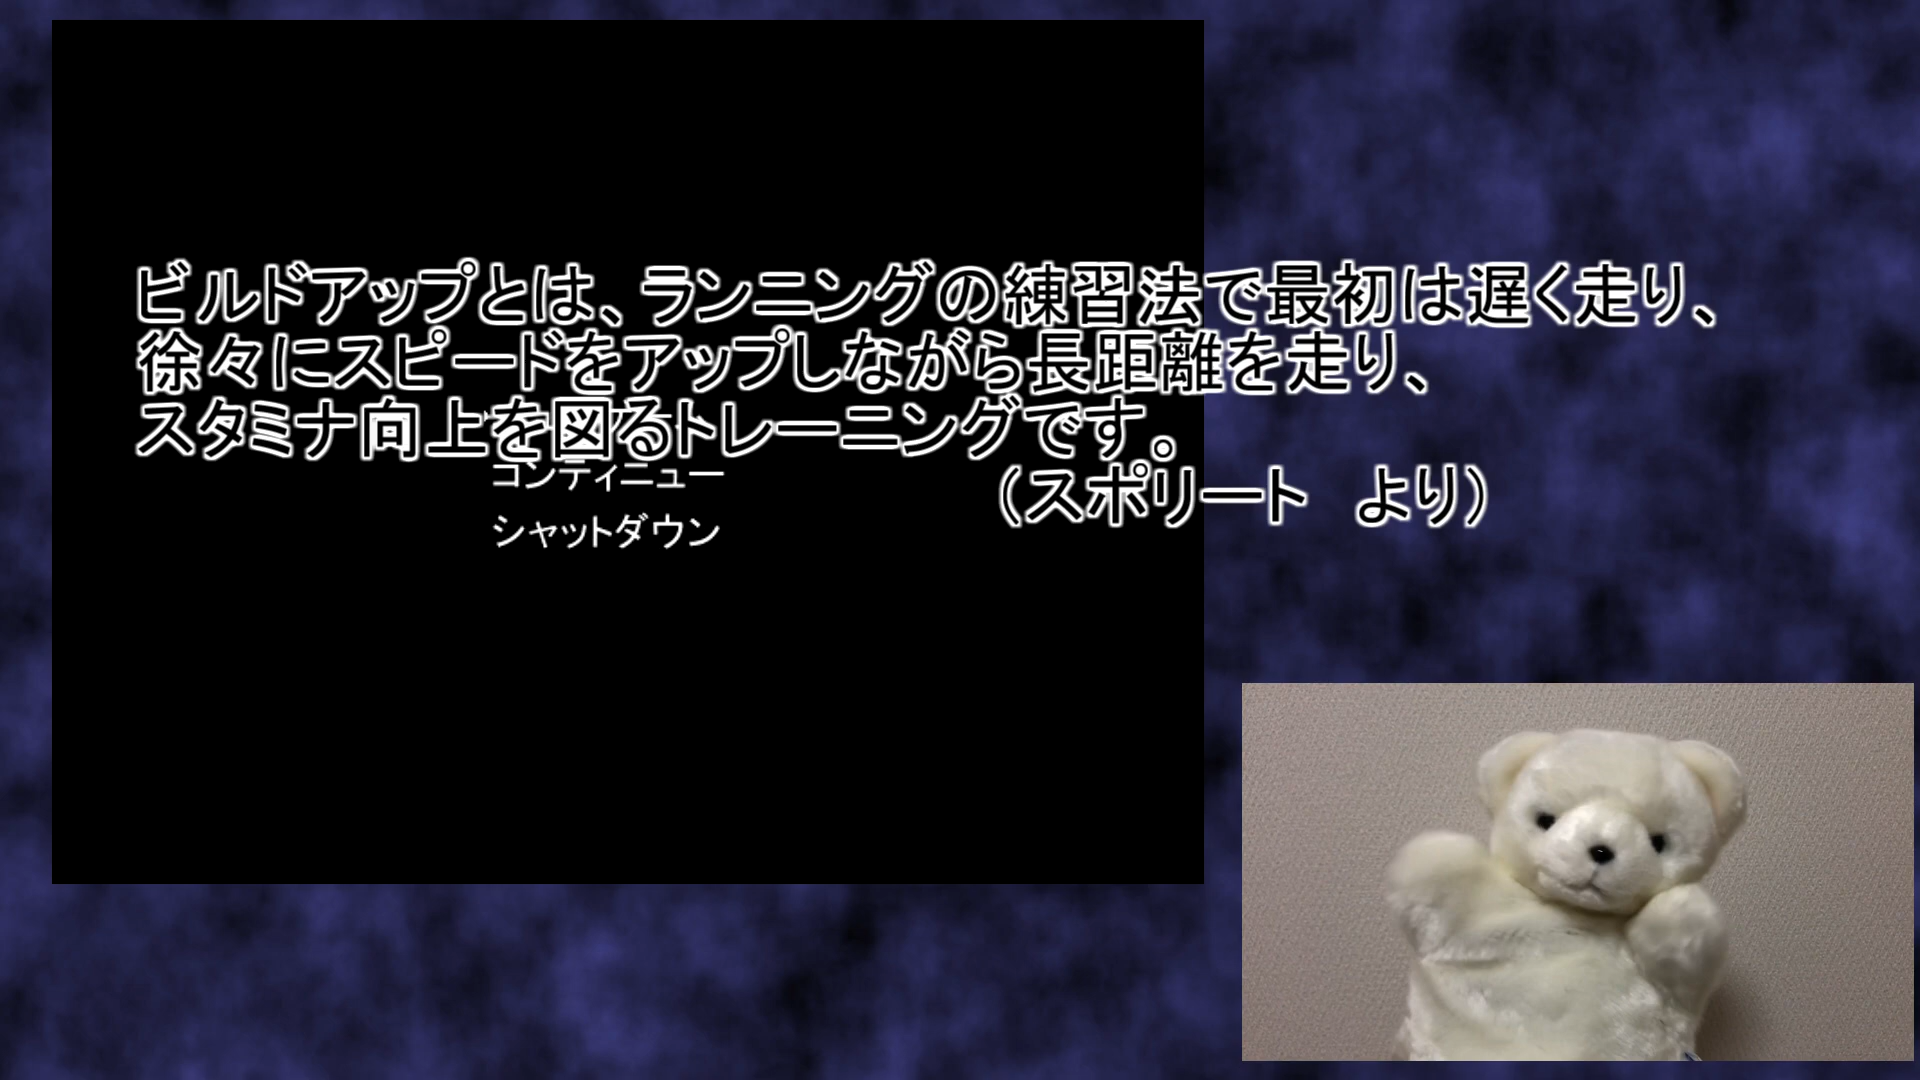 ビルドアップとは、ランニングの練習法で最初は遅く走り、
徐々にスピードをアップしながら長距離を走り、
スタミナ向上を図るトレーニングです。
コンティニュー
（スポリート　より）
シャットダウン